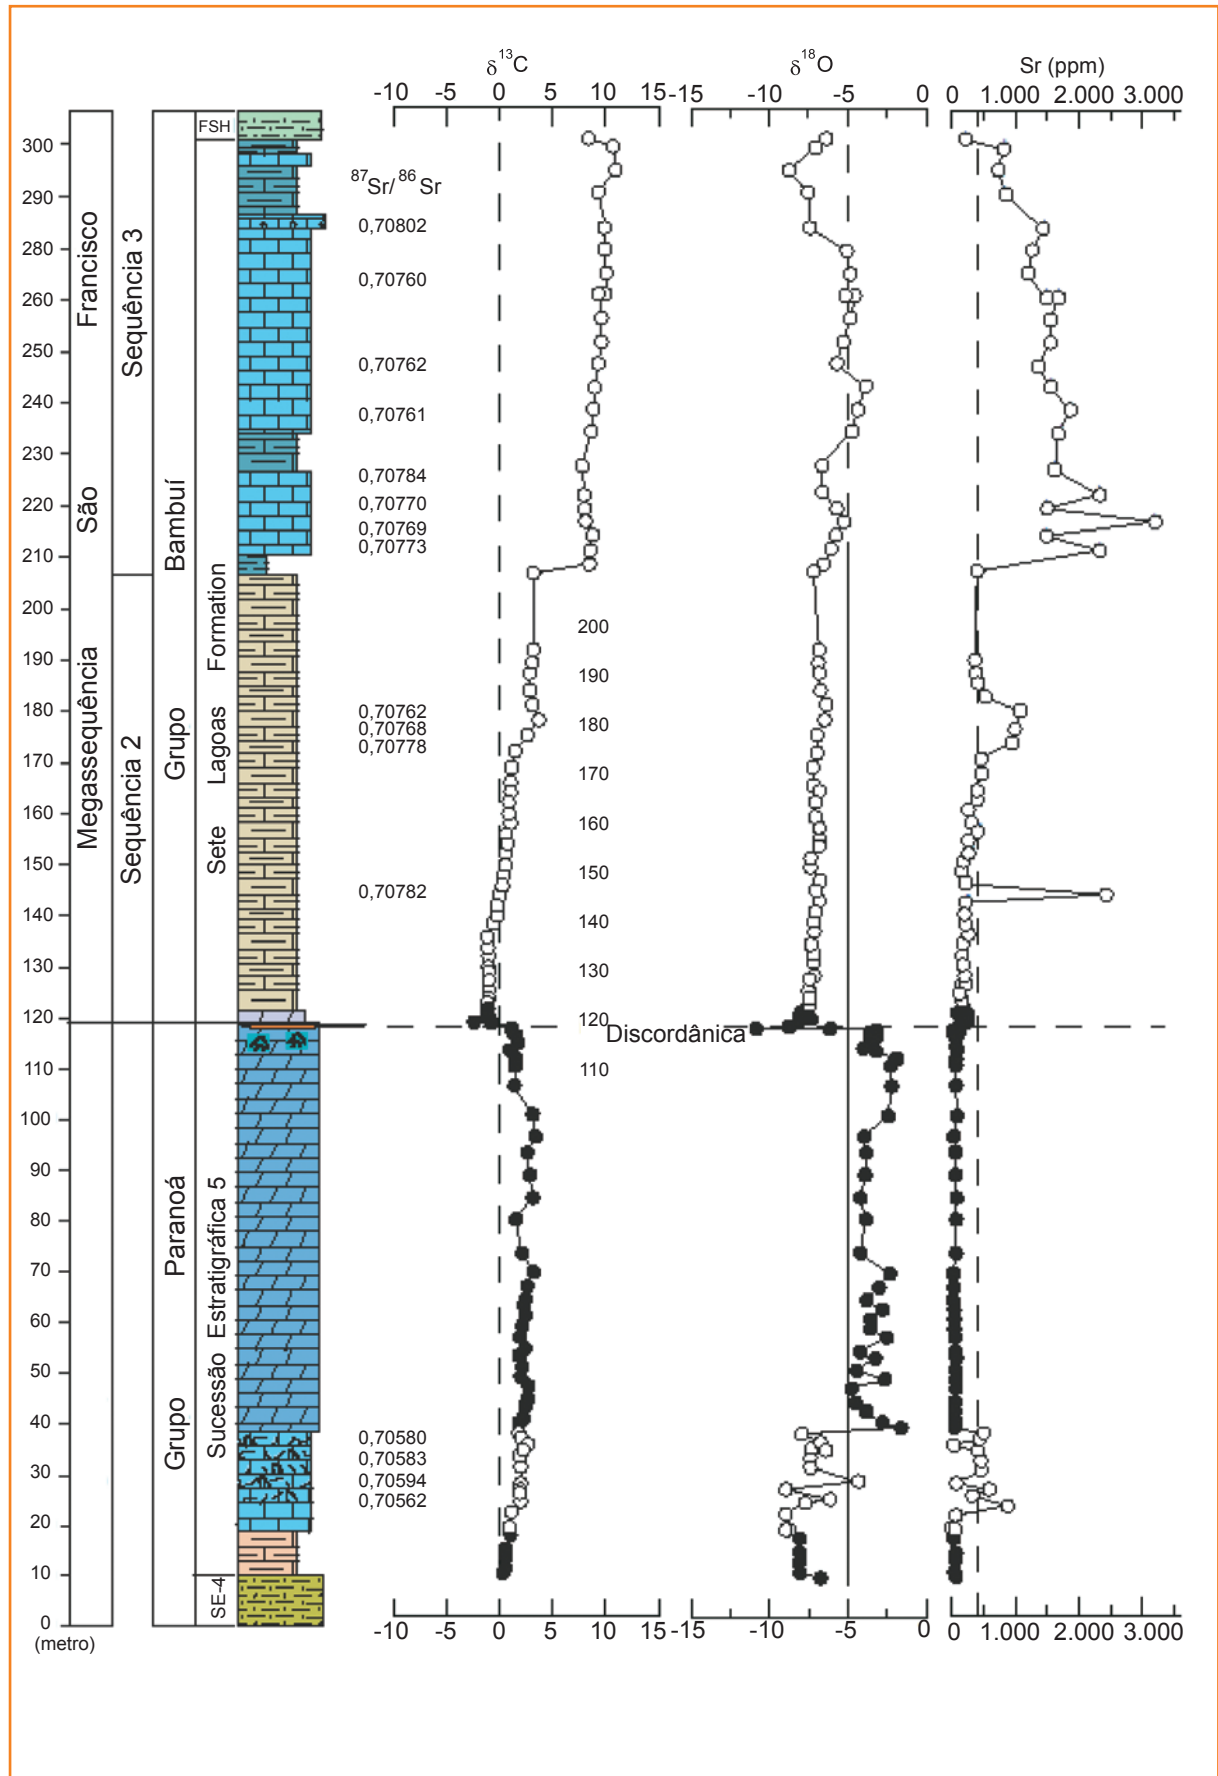 δ13C
δ18O
Sr (ppm)
-10 -5 0 5 10 15
-15 -10 -5 0
0 1.000 2.000 3.000
FSH
87Sr/ 86 Sr
300
290
280
270
260
250
240
230
220
210
200
190
180
170
160
150
140
130
120
110
100
90
80
70
60
50
40
30
20
10
0
(metro)
Megassequência São Francisco
Sequência 3
Sequência 2
Grupo Bambuí
Sete Lagoas Formation
Grupo Paranoá
Sucessão Estratigráfica 5
SE-4
0,70802
0,70760
0,70762
0,70761
0,70784
0,70770
0,70769
0,70773
0,70762
0,70768
0,70778
0,70782
0,70580
0,70583
0,70594
0,70562
200
190
180
170
160
150
140
130
120
Discordânica
110
-10 -5 0 5 10 15
-15 -10 -5 0
0 1.000 2.000 3.000